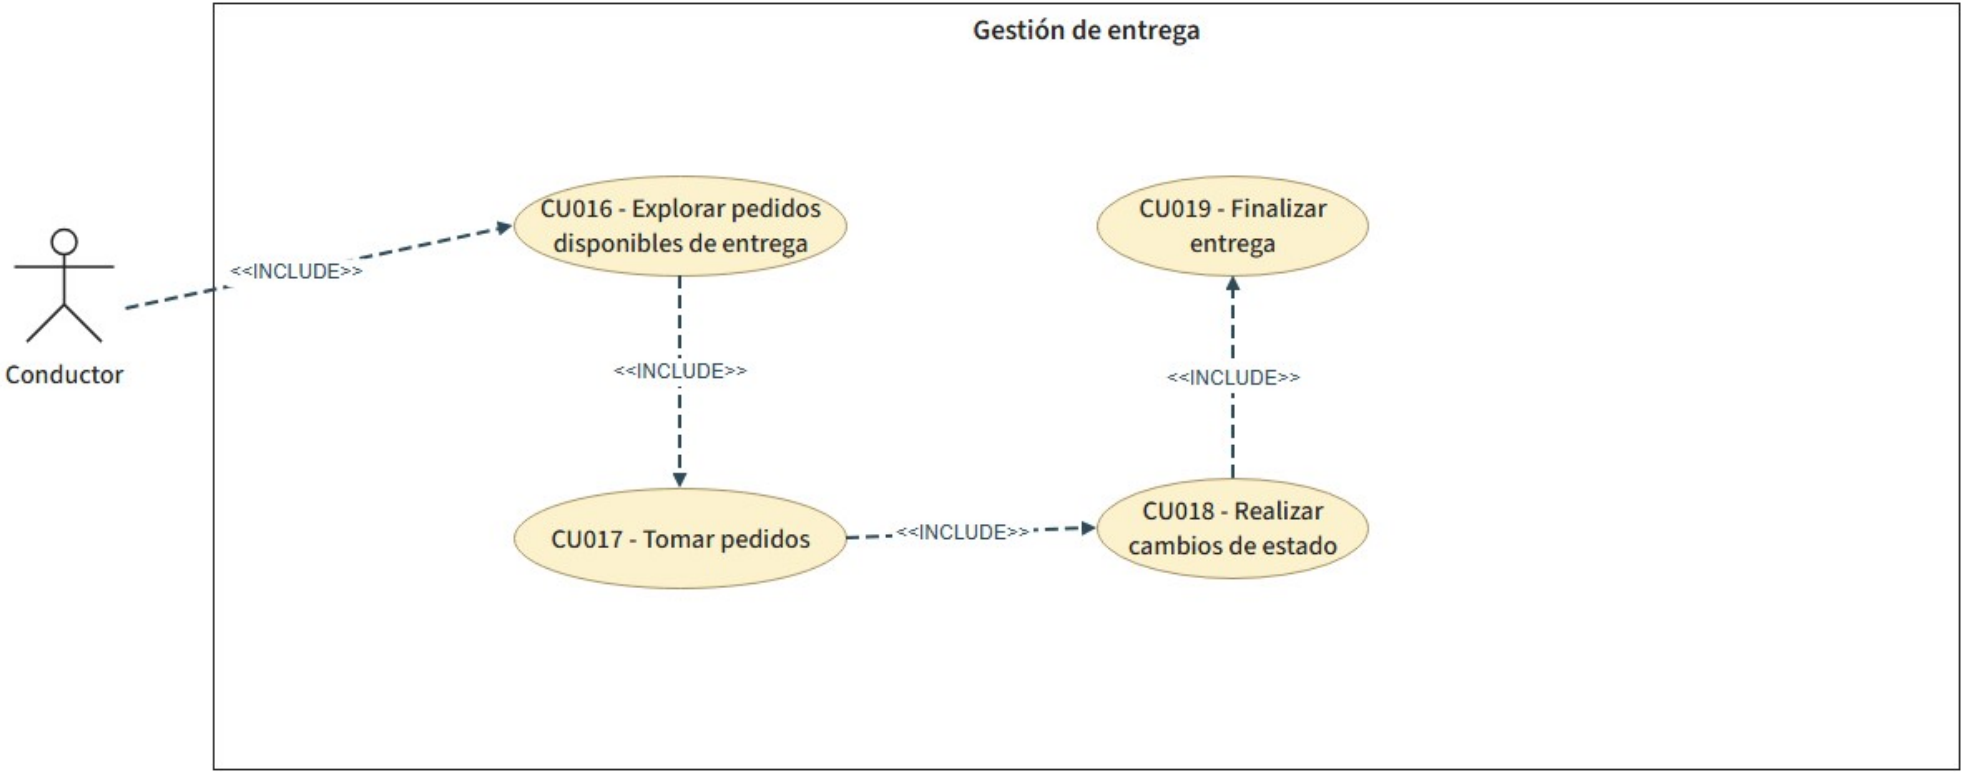 Gestión de entrega
CU016 - Explorar pedidos
disponibles de entrega
CU019 - Finalizar
entrega
<<INCLUDE>>
Conductor
<<INCLUDE>>
<<INCLUDE>>
CU017 - Tomar pedidos
<<INCLUDE>>
CU018 - Realizar
cambios de estado